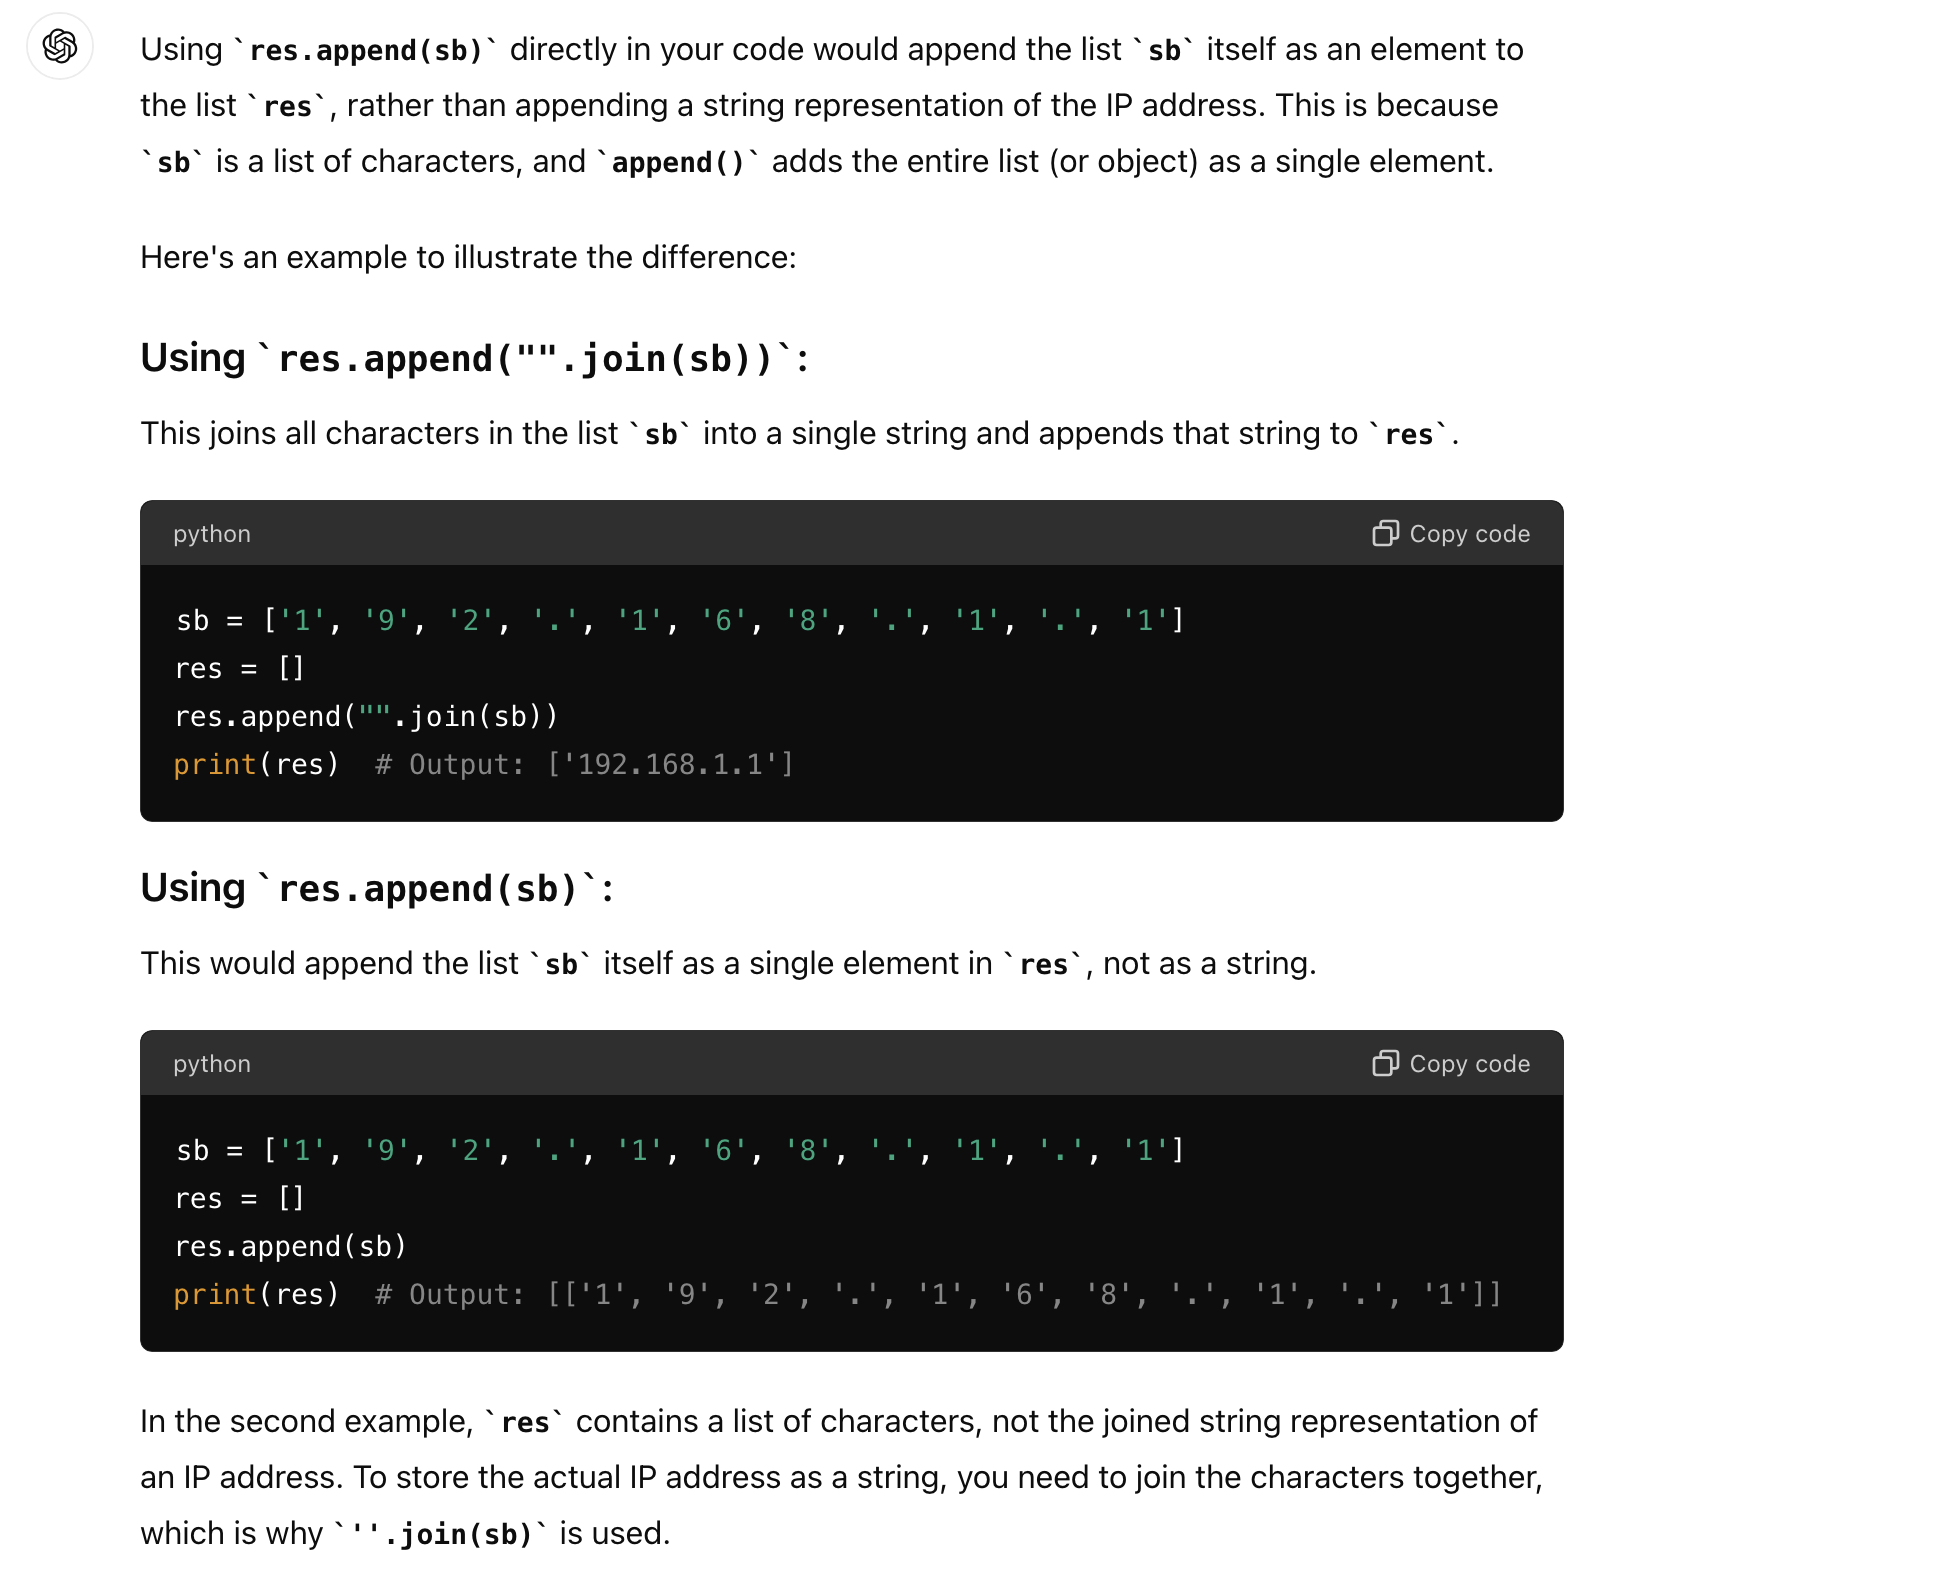 Using `res.append(sb)` directly in your code would append the list `sb` itself as an element to
the list `res`, rather than appending a string representation of the IP address. This is because
`sb` is a list of characters, and `append()` adds the entire list (or object) as a single element.
Here's an example to illustrate the difference:
Using `res.append("".join(sb))`:
This joins all characters in the list `sb` into a single string and appends that string to `res`.
python Copy code
sb = ['1', '9', '2', '.', '1', '6', '8', '.', '1', '.', '1']
res = []
res.append("".join(sb))
print(res)  # Output: ['192.168.1.1']
Using `res.append(sb)`:
This would append the list `sb` itself as a single element in `res`, not as a string.
python Copy code
sb = ['1', '9', '2', '.', '1', '6', '8', '.', '1', '.', '1']
res = []
res.append(sb)
print(res)  # Output: [['1', '9', '2', '.', '1', '6', '8', '.', '1', '.', '1']]
In the second example, `res` contains a list of characters, not the joined string representation of
an IP address. To store the actual IP address as a string, you need to join the characters together,
which is why `''.join(sb)` is used.